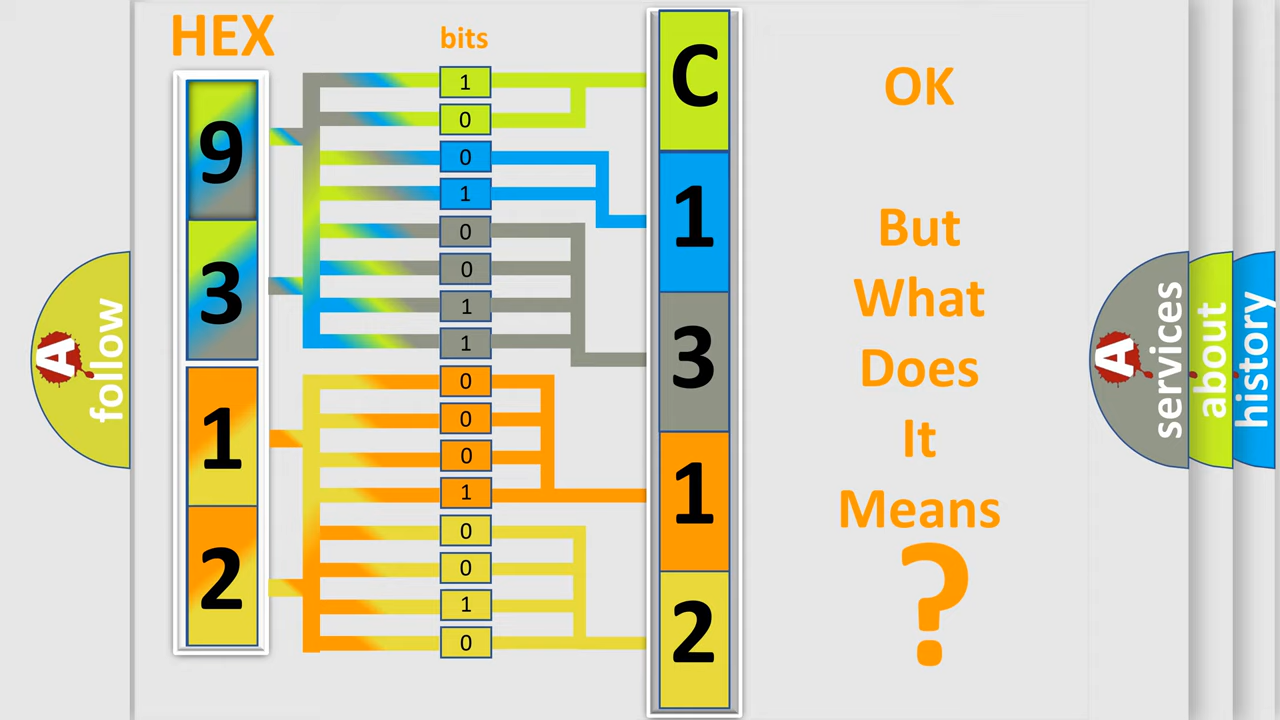 HEX
bits
9
3
1
2
1
0
0
1
0
0
1
1
0
0
0
1
0
0
1
0
C
1
3
1
2
OK
But
What
Does
It
Means
?
A
follow
A
services
about
history